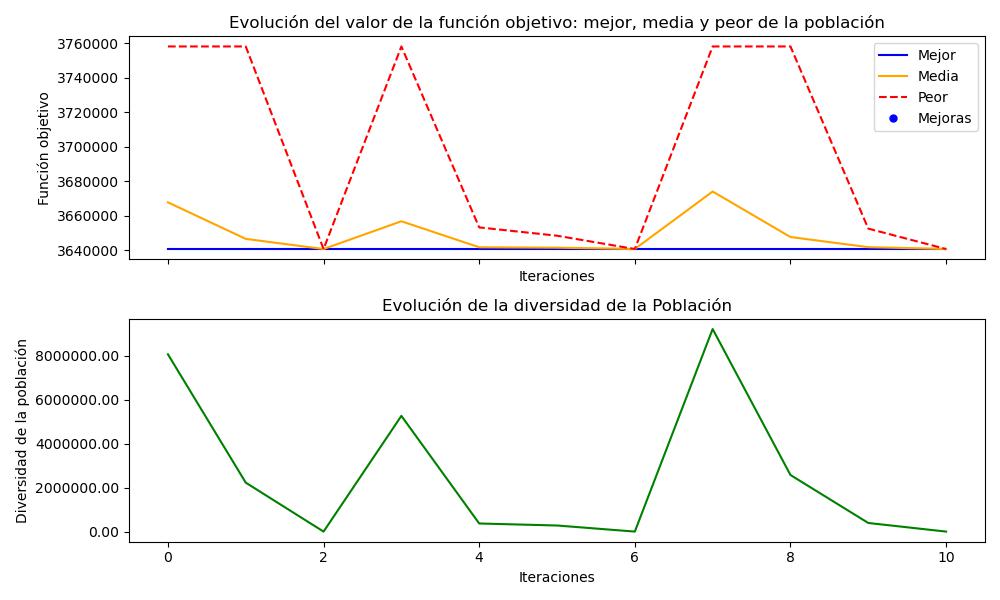 Evolución del valor de la función objetivo: mejor, media y peor de la población
3760000
3740000
3720000
3700000
3680000
3660000
3640000
Función objetivo
Mejor
Media
Peor
Mejoras
Iteraciones
Evolución de la diversidad de la Población
8000000.00
6000000.00
4000000.00
2000000.00
0.00
Diversidad de la población
0 2 4 6 8 10
Iteraciones